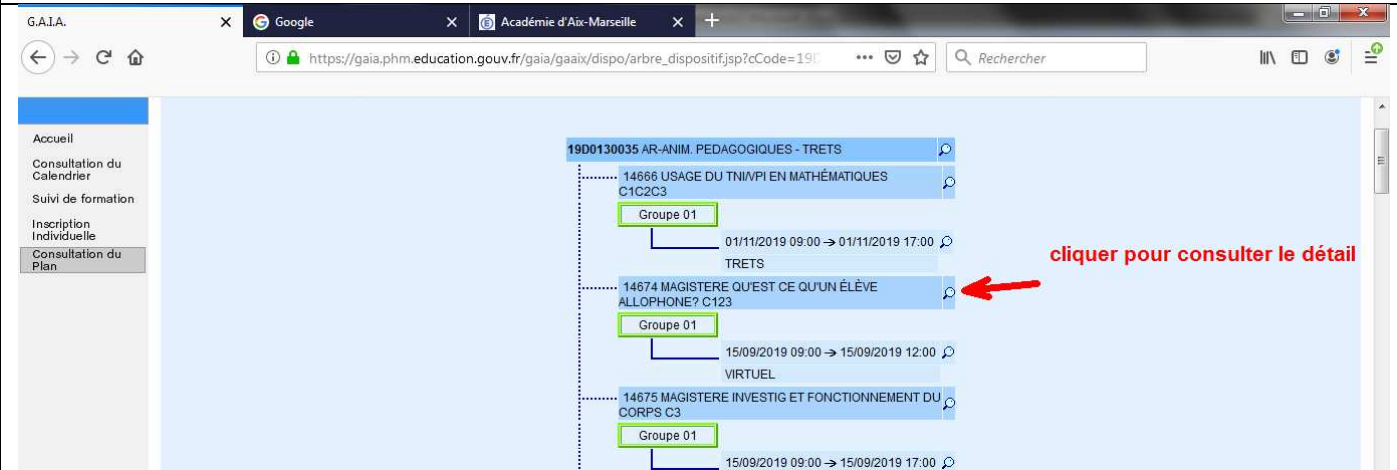 G.A.I.A.
Google
Académie d'Aix-Marseille
https://gaia.phm.education.gouv.fr/gaia/gaaix/dispo/arbre_dispositif.jsp?cCode=19D
Rechercher
Accueil
Consultation du
Calendrier
Suivi de formation
Inscription
Individuelle
Consultation du
Plan
19D0130035 AR-ANIM. PEDAGOGIQUES - TRETS
14666 USAGE DU TNI/VPI EN MATHÉMATIQUES
C1C2C3
Groupe 01
01/11/2019 09:00 → 01/11/2019 17:00
TRETS
cliquer pour consulter le détail
14674 MAGISTERE QU'EST CE QU'UN ÉLÈVE
ALLOPHONE? C123
Groupe 01
15/09/2019 09:00 → 15/09/2019 12:00
VIRTUEL
14675 MAGISTERE INVESTIG ET FONCTIONNEMENT DU
CORPS C3
Groupe 01
15/09/2019 09:00 → 15/09/2019 17:00